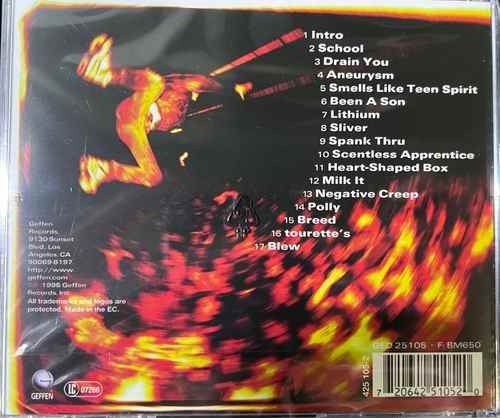 1 Intro
2 School
3 Drain You
4 Aneurysm
5 Smells Like Teen Spirit
6 Been A Son
7 Lithium
8 Sliver
9 Spank Thru
10 Scentless Apprentice
11 Heart-Shaped Box
12 Milk It
13 Negative Creep
14 Polly
15 Breed
16 tourette's
17 Blew
Geffen
Records,
9130 Sunset
Blvd, Los
Angeles, CA
90069-6197
http://www.
geffen.com
1996 Geffen
Records, Inc.
All trademarks and logos are
protected. Made in the EC.
GEFFEN
LC 07266
GED 25105 · F: BM650
425 105-2
7 20642 51052 0